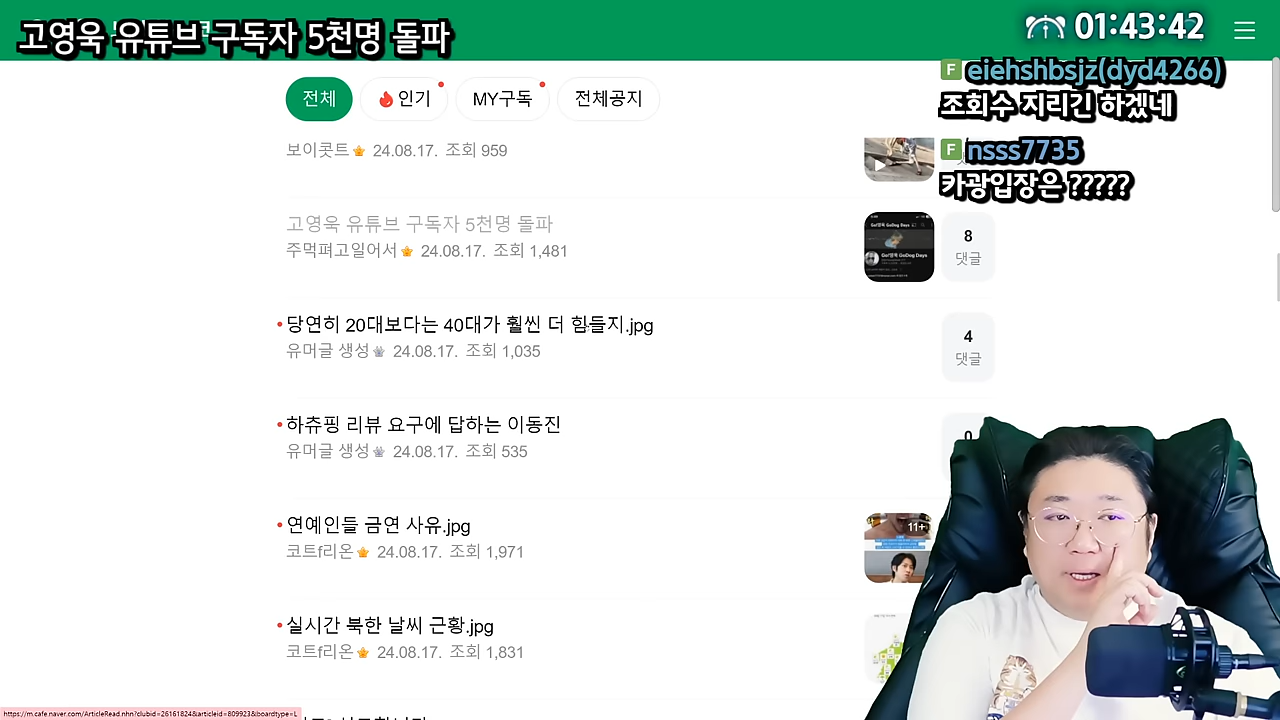 고영욱 유튜브 구독자 5천명 돌파
01:43:42
F eiehshbsjz(dyd4266)
조회수 지리긴 하겠네
F nsss7735
카광입장은 ?????
전체
인기
MY구독
전체공지
보이콧트 24.08.17. 조회 959
고영욱 유튜브 구독자 5천명 돌파
주먹펴고일어서 24.08.17. 조회 1,481
Go!영욱 GoDog Days
8
댓글
당연히 20대보다는 40대가 훨씬 더 힘들지.jpg
유머글 생성 24.08.17. 조회 1,035
4
댓글
하츄핑 리뷰 요구에 답하는 이동진
유머글 생성 24.08.17. 조회 535
0
연예인들 금연 사유.jpg
코트f리온 24.08.17. 조회 1,971
11+
실시간 북한 날씨 근황.jpg
코트f리온 24.08.17. 조회 1,831
https://m.cafe.naver.com/ArticleRead.nhn?clubid=26161824&articleid=809923&boardtype=L